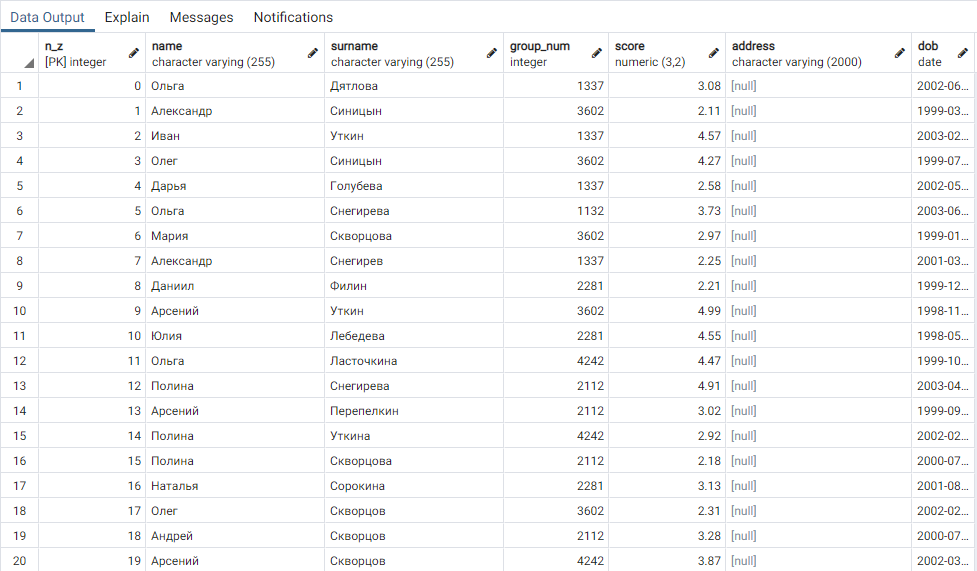 Data Output Explain Messages Notifications
n_z name surname group_num score address dob
[PK] integer character varying (255) character varying (255) integer numeric (3,2) character varying (2000) date
1 0 Ольга Дятлова 1337 3.08 [null] 2002-06...
2 1 Александр Синицын 3602 2.11 [null] 1999-03...
3 2 Иван Уткин 1337 4.57 [null] 2003-02...
4 3 Олег Синицын 3602 4.27 [null] 1999-07...
5 4 Дарья Голубева 1337 2.58 [null] 2002-05...
6 5 Ольга Снегирева 1132 3.73 [null] 2003-06...
7 6 Мария Скворцова 3602 2.97 [null] 1999-01...
8 7 Александр Снегирев 1337 2.25 [null] 2001-03...
9 8 Даниил Филин 2281 2.21 [null] 1999-12...
10 9 Арсений Уткин 3602 4.99 [null] 1998-11...
11 10 Юлия Лебедева 2281 4.55 [null] 1998-05...
12 11 Ольга Ласточкина 4242 4.47 [null] 1999-10...
13 12 Полина Снегирева 2112 4.91 [null] 2003-04...
14 13 Арсений Перепелкин 2112 3.02 [null] 1999-09...
15 14 Полина Уткина 4242 2.92 [null] 2002-02...
16 15 Полина Скворцова 2112 2.18 [null] 2000-07...
17 16 Наталья Сорокина 2281 3.13 [null] 2001-08...
18 17 Олег Скворцов 3602 2.31 [null] 2002-02...
19 18 Андрей Скворцов 2112 3.28 [null] 2000-07...
20 19 Арсений Скворцов 4242 3.87 [null] 2002-03...